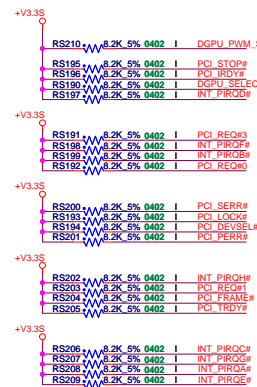 +V3.3S
RS210 8.2K_5% 0402 I DGPU_PWM_
RS195 8.2K_5% 0402 I PCI_STOP#
RS196 8.2K_5% 0402 I PCI_IRDY#
RS190 8.2K_5% 0402 I DGPU_SELEC
RS197 8.2K_5% 0402 I INT_PIRQD#
+V3.3S
RS191 8.2K_5% 0402 I PCI_REQ#3
RS198 8.2K_5% 0402 I INT_PIRQF#
RS199 8.2K_5% 0402 I INT_PIRQB#
RS192 8.2K_5% 0402 I PCI_REQ#0
+V3.3S
RS200 8.2K_5% 0402 I PCI_SERR#
RS193 8.2K_5% 0402 I PCI_LOCK#
RS194 8.2K_5% 0402 I PCI_DEVSEL#
RS201 8.2K_5% 0402 I PCI_PERR#
+V3.3S
RS202 8.2K_5% 0402 I INT_PIRQH#
RS203 8.2K_5% 0402 I PCI_REQ#1
RS204 8.2K_5% 0402 I PCI_FRAME#
RS205 8.2K_5% 0402 I PCI_TRDY#
+V3.3S
RS206 8.2K_5% 0402 I INT_PIRQC#
RS207 8.2K_5% 0402 I INT_PIRQG#
RS208 8.2K_5% 0402 I INT_PIRQE#
RS209 8.2K_5% 0402 I INT_PIRQA#